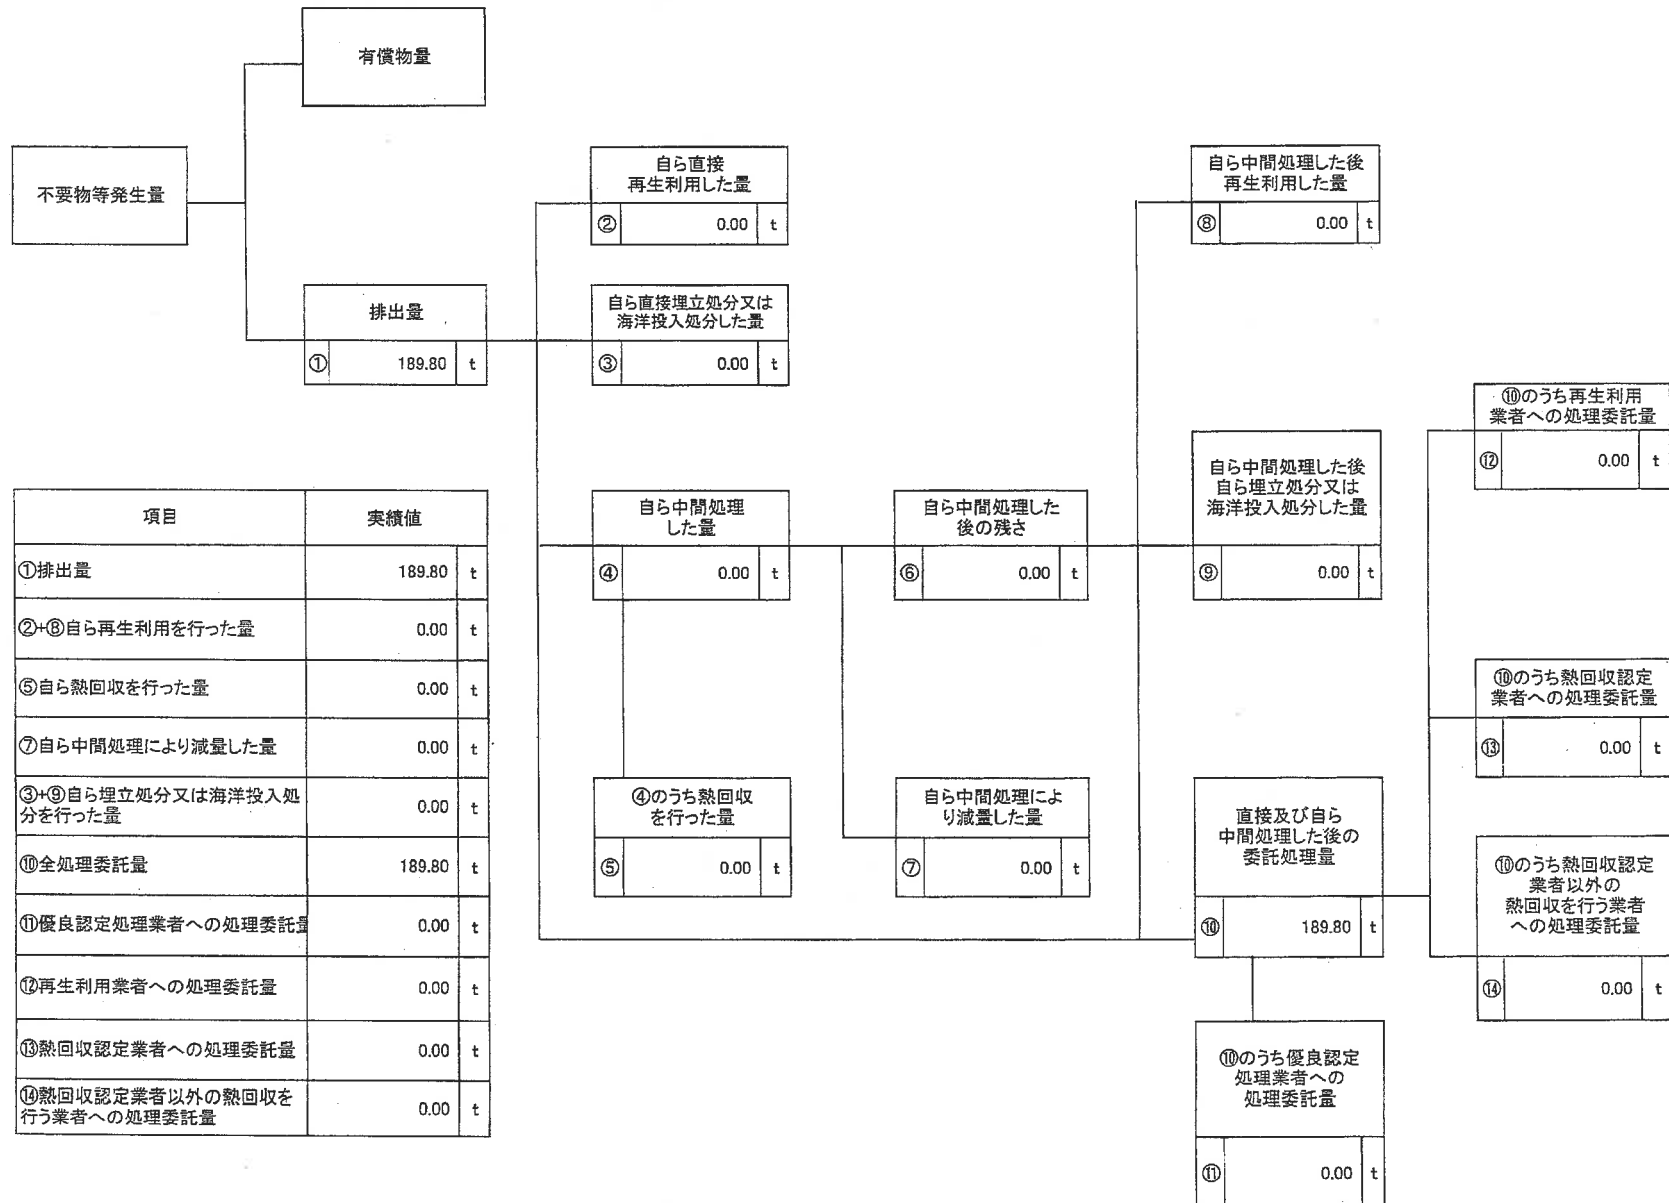 有償物量
不要物等発生量
排出量
① 189.80 t
自ら直接
再生利用した量
② 0.00 t
自ら直接埋立処分又は
海洋投入処分した量
③ 0.00 t
自ら中間処理
した量
④ 0.00 t
④のうち熱回収
を行った量
⑤ 0.00 t
自ら中間処理した
後の残さ
⑥ 0.00 t
自ら中間処理によ
り減量した量
⑦ 0.00 t
自ら中間処理した後
再生利用した量
⑧ 0.00 t
自ら中間処理した後
自ら埋立処分又は
海洋投入処分した量
⑨ 0.00 t
直接及び自ら
中間処理した後の
委託処理量
⑩ 189.80 t
⑩のうち優良認定
処理業者への
処理委託量
⑪ 0.00 t
⑩のうち再生利用
業者への処理委託量
⑫ 0.00 t
⑩のうち熱回収認定
業者への処理委託量
⑬ 0.00 t
⑩のうち熱回収認定
業者以外の
熱回収を行う業者
への処理委託量
⑭ 0.00 t
項目 実績値
①排出量 189.80 t
②+⑧自ら再生利用を行った量 0.00 t
⑤自ら熱回収を行った量 0.00 t
⑦自ら中間処理により減量した量 0.00 t
③+⑨自ら埋立処分又は海洋投入処
分を行った量 0.00 t
⑩全処理委託量 189.80 t
⑪優良認定処理業者への処理委託量 0.00 t
⑫再生利用業者への処理委託量 0.00 t
⑬熱回収認定業者への処理委託量 0.00 t
⑭熱回収認定業者以外の熱回収を
行う業者への処理委託量 0.00 t